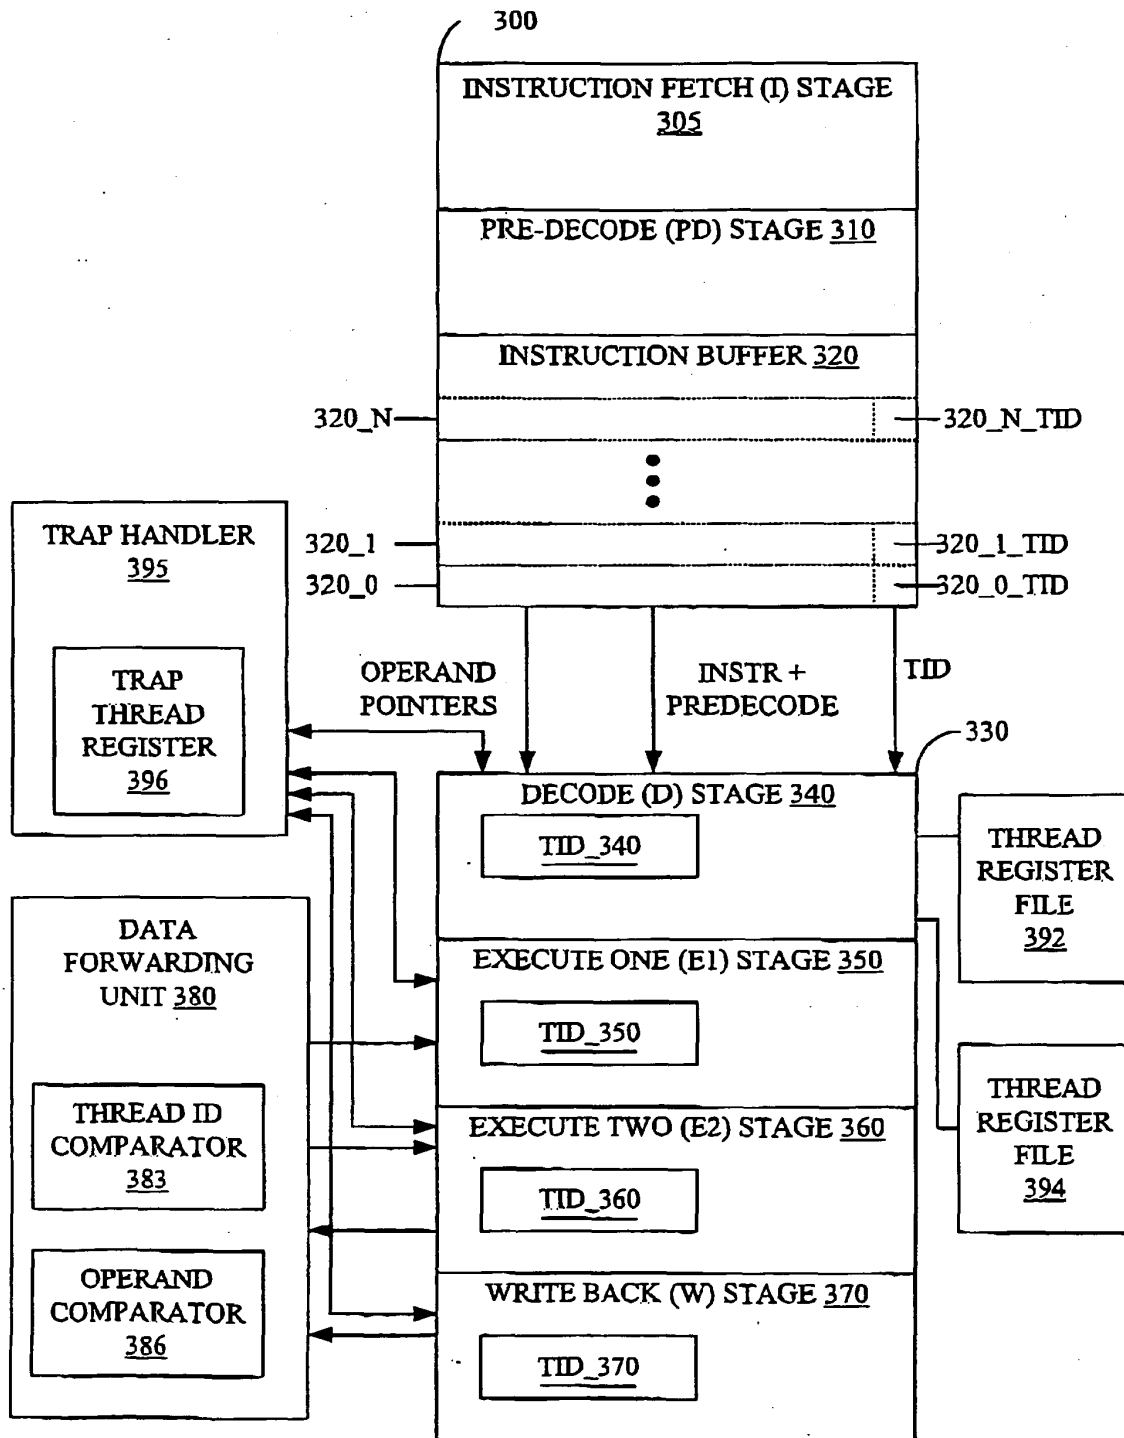 300
INSTRUCTION FETCH (I) STAGE
305
PRE-DECODE (PD) STAGE 310
INSTRUCTION BUFFER 320
320_N
320_N_TID
320_1
320_1_TID
320_0
320_0_TID
TRAP HANDLER
395
TRAP
THREAD
REGISTER
396
OPERAND
POINTERS
INSTR +
PREDECODE
TID
330
DECODE (D) STAGE 340
TID_340
THREAD
REGISTER
FILE
392
DATA
FORWARDING
UNIT 380
EXECUTE ONE (E1) STAGE 350
TID_350
THREAD
REGISTER
FILE
394
THREAD ID
COMPARATOR
383
EXECUTE TWO (E2) STAGE 360
TID_360
OPERAND
COMPARATOR
386
WRITE BACK (W) STAGE 370
TID_370